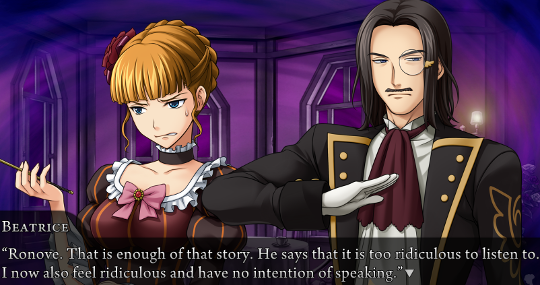 BEATRICE
“Ronove. That is enough of that story. He says that it is too ridiculous to listen to.
I now also feel ridiculous and have no intention of speaking.”▼